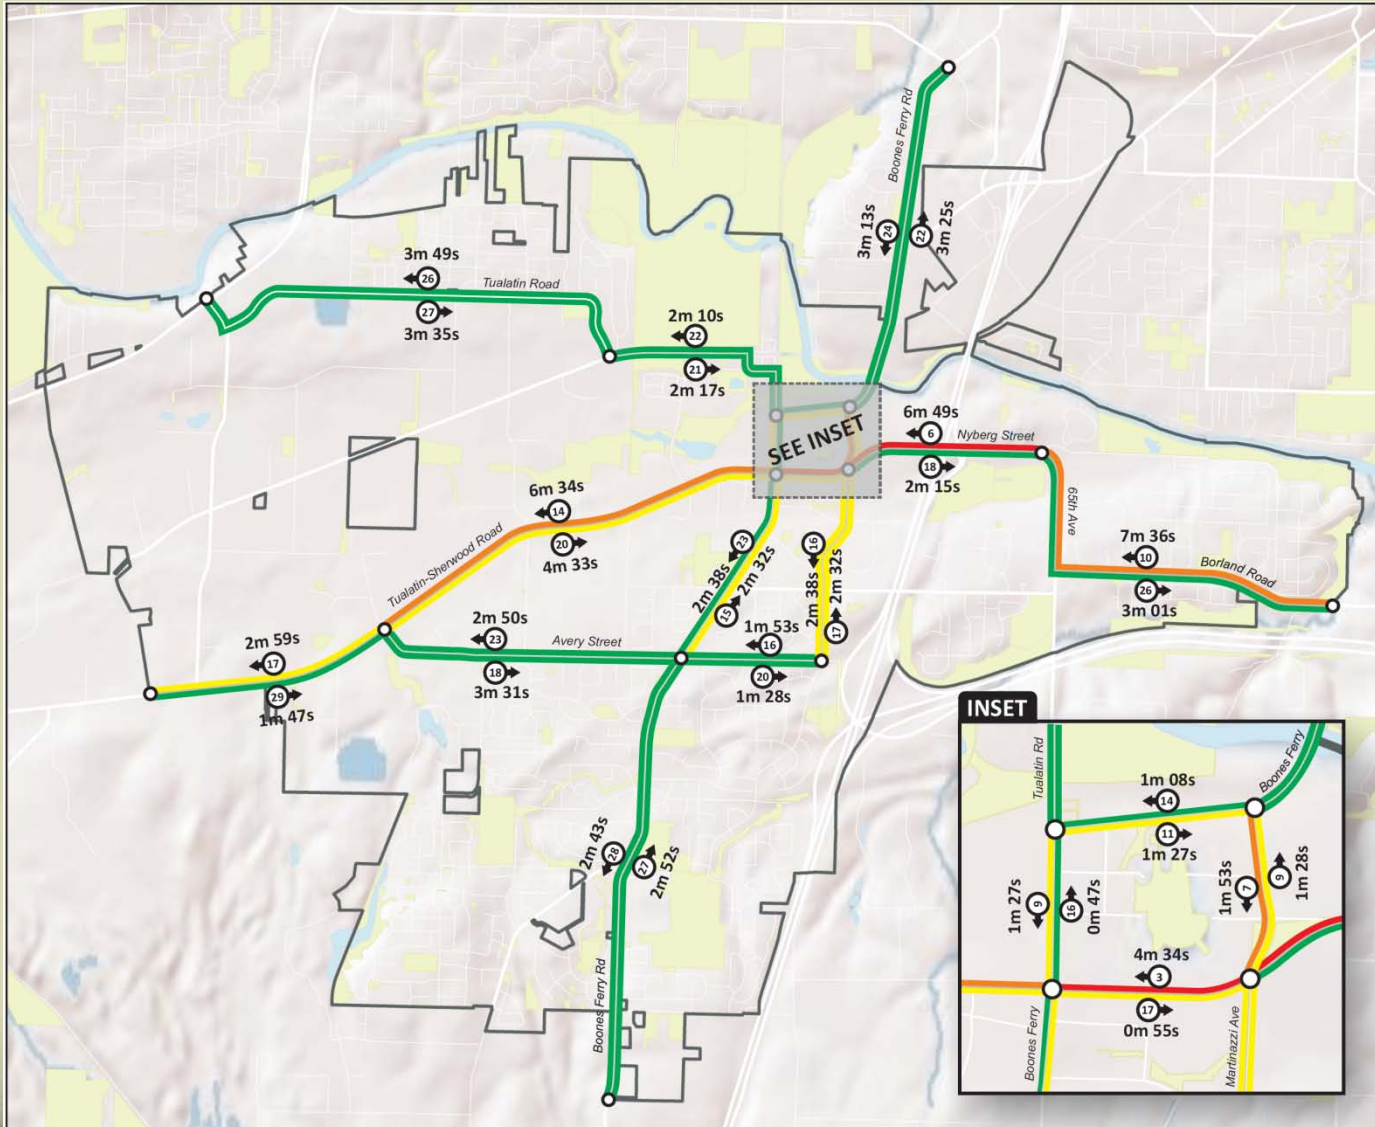 Boones Ferry Rd
3m 13s
24
22
3m 25s
3m 49s
26
Tualatin Road
27
3m 35s
2m 10s
22
21
2m 17s
SEE INSET
6m 49s
6
Nyberg Street
18
2m 15s
65th Ave
7m 36s
10
Borland Road
26
3m 01s
6m 34s
14
Tualatin-Sherwood Road
20
4m 33s
23
2m 38s
15
2m 32s
16
2m 38s
2m 32s
17
2m 59s
17
29
1m 47s
2m 50s
23
Avery Street
18
3m 31s
1m 53s
16
20
1m 28s
2m 43s
28
27
2m 52s
Boones Ferry Rd
INSET
Tualatin Rd
Boones Ferry
1m 08s
14
11
1m 27s
1m 27s
9
16
0m 47s
1m 53s
7
9
1m 28s
4m 34s
3
17
0m 55s
Boones Ferry
Martinazzi Ave